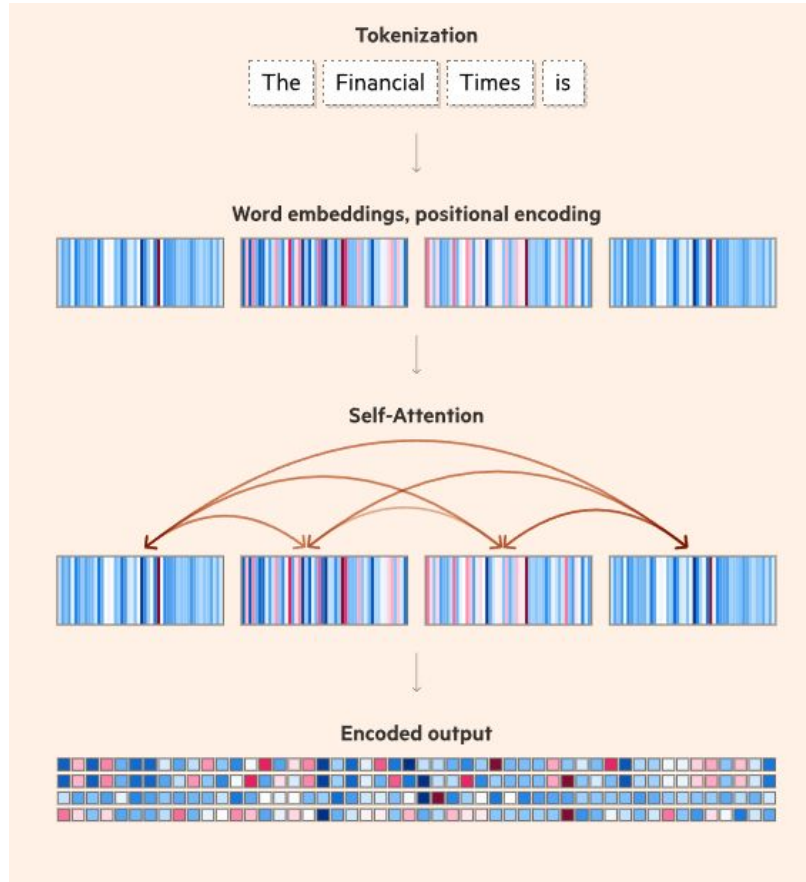 Tokenization
The Financial Times is
Word embeddings, positional encoding
Self-Attention
Encoded output